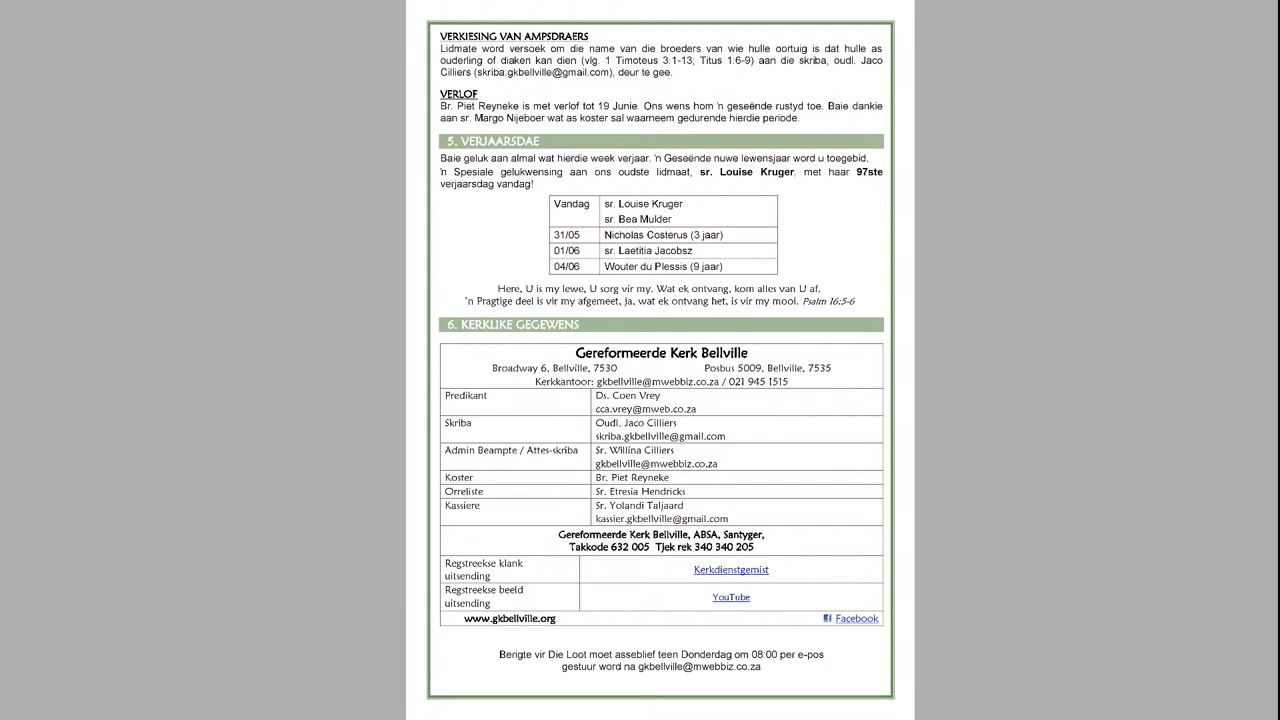 VERKIESING VAN AMPSDRAERS
Lidmate word versoek om die name van die broeders van wie hulle oortuig is dat hulle as
ouderling of diaken kan dien (vlg. 1 Timoteus 3:1-13; Titus 1:6-9) aan die skriba, oudl. Jaco
Cilliers (skriba.gkbellville@gmail.com), deur te gee.
VERLOF
Br. Piet Reyneke is met verlof tot 19 Junie. Ons wens hom 'n geseënde rustyd toe. Baie dankie
aan sr. Margo Nijeboer wat as koster sal waarneem gedurende hierdie periode.
5. VERJAARSDAE
Baie geluk aan almal wat hierdie week verjaar. 'n Geseënde nuwe lewensjaar word u toegebid.
'n Spesiale gelukwensing aan ons oudste lidmaat, sr. Louise Kruger, met haar 97ste
verjaarsdag vandag!
Vandag sr. Louise Kruger
sr. Bea Mulder
31/05 Nicholas Costerus (3 jaar)
01/06 sr. Laetitia Jacobsz
04/06 Wouter du Plessis (9 jaar)
Here, U is my lewe, U sorg vir my. Wat ek ontvang, kom alles van U af.
'n Pragtige deel is vir my afgemeet, ja, wat ek ontvang het, is vir my mooi. Psalm 16:5-6
6. KERKLIKE GEGEWENS
Gereformeerde Kerk Bellville
Broadway 6, Bellville, 7530 Posbus 5009, Bellville, 7535
Kerkkantoor: gkbellville@mwebbiz.co.za / 021 945 1515
Predikant Ds. Coen Vrey
cca.vrey@mweb.co.za
Skriba Oudl. Jaco Cilliers
skriba.gkbellville@gmail.com
Admin Beampte / Attes-skriba Sr. Willina Cilliers
gkbellville@mwebbiz.co.za
Koster Br. Piet Reyneke
Orreliste Sr. Etresia Hendricks
Kassiere Sr. Yolandi Taljaard
kassier.gkbellville@gmail.com
Gereformeerde Kerk Bellville, ABSA, Santyger,
Takkode 632 005 Tjek rek 340 340 205
Regstreekse klank
uitsending Kerkdienstgemist
Regstreekse beeld
uitsending YouTube
www.gkbellville.org Facebook
Berigte vir Die Loot moet asseblief teen Donderdag om 08:00 per e-pos
gestuur word na gkbellville@mwebbiz.co.za